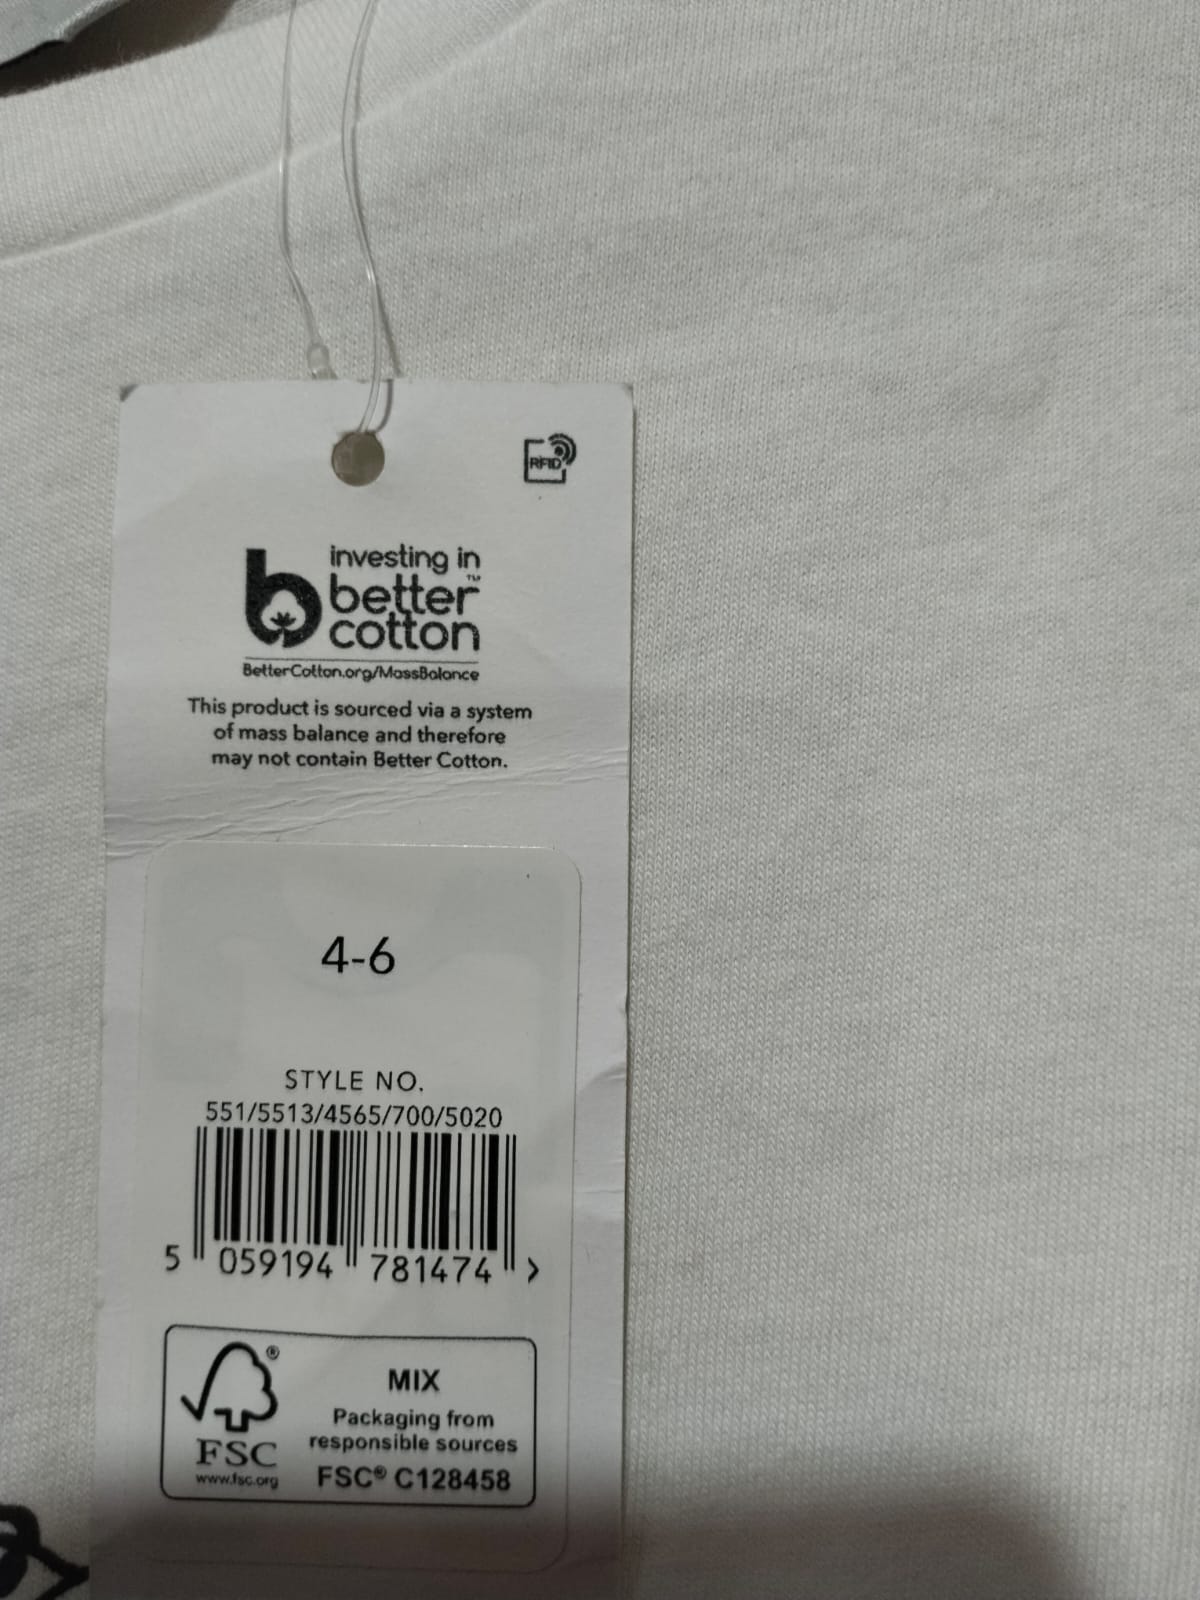 RFID
investing in
better™
cotton
BetterCotton.org/MassBalance
This product is sourced via a system
of mass balance and therefore
may not contain Better Cotton.
4-6
STYLE NO.
551/5513/4565/700/5020
5 059194 781474 >
®
FSC
www.fsc.org
MIX
Packaging from
responsible sources
FSC® C128458